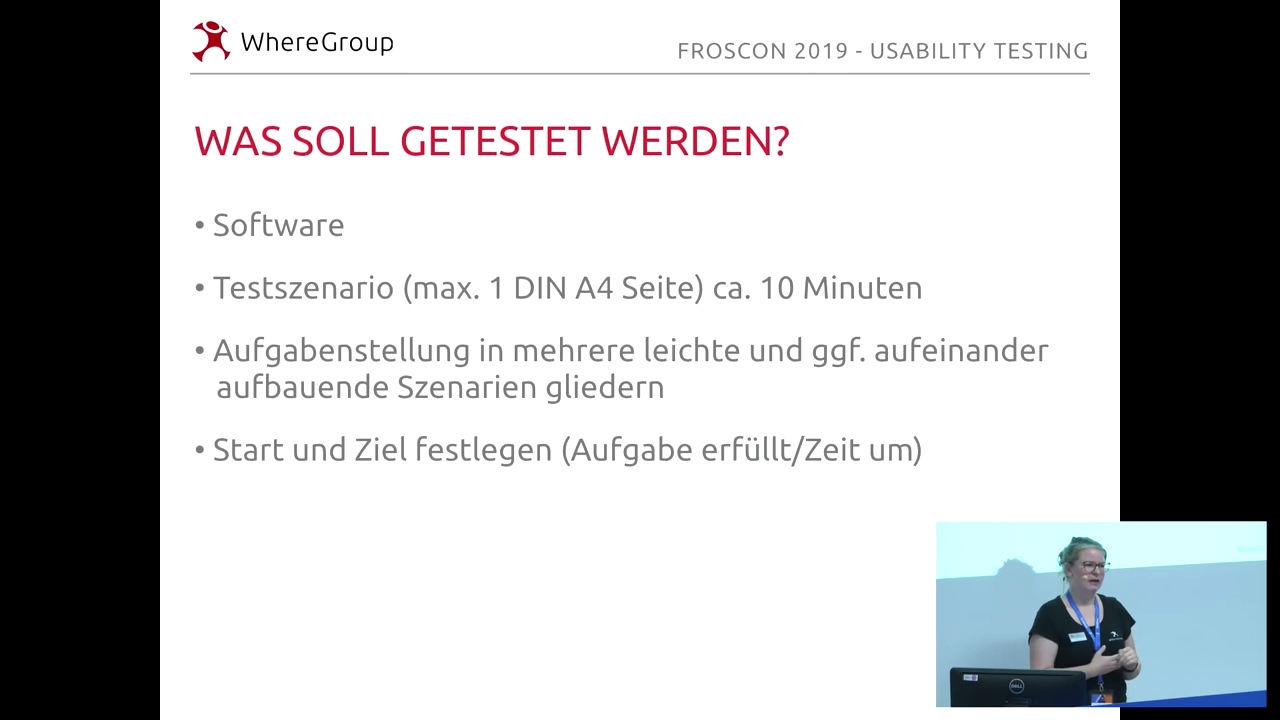 WhereGroup
FROSCON 2019 - USABILITY TESTING
WAS SOLL GETESTET WERDEN?
• Software
• Testszenario (max. 1 DIN A4 Seite) ca. 10 Minuten
• Aufgabenstellung in mehrere leichte und ggf. aufeinander
aufbauende Szenarien gliedern
• Start und Ziel festlegen (Aufgabe erfüllt/Zeit um)
DELL